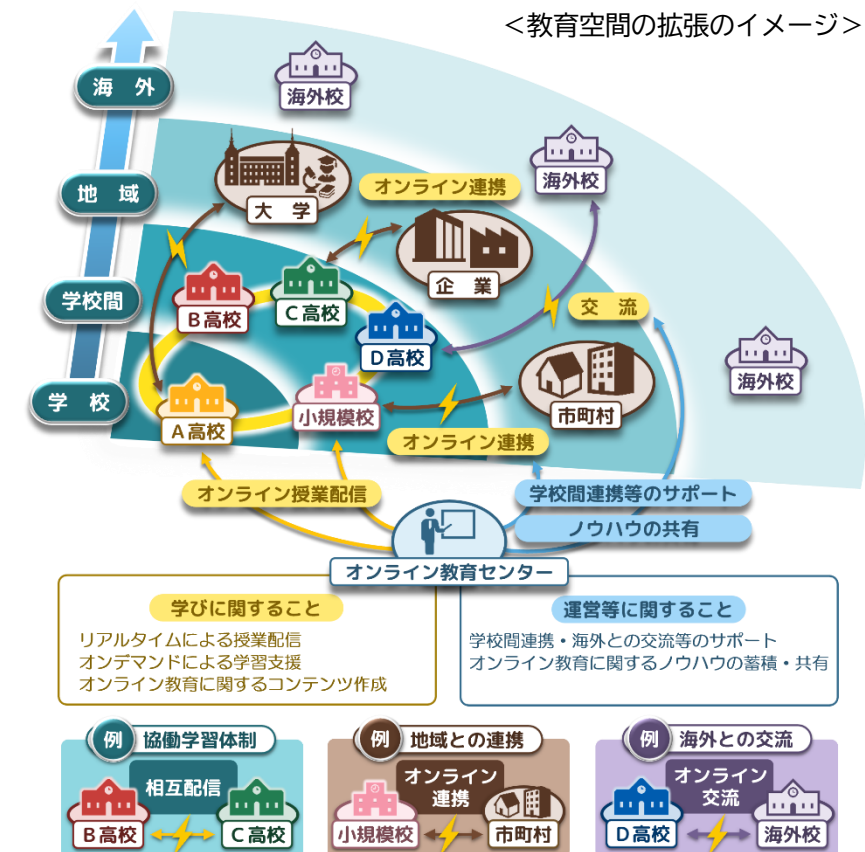 ＜教育空間の拡張のイメージ＞
海 外
海外校
地 域
大 学
オンライン連携
海外校
学校間
B高校
C高校
企 業
交 流
D高校
海外校
学 校
A高校
小規模校
市町村
オンライン連携
オンライン授業配信
学校間連携等のサポート
ノウハウの共有
オンライン教育センター
学びに関すること
リアルタイムによる授業配信
オンデマンドによる学習支援
オンライン教育に関するコンテンツ作成
運営等に関すること
学校間連携・海外との交流等のサポート
オンライン教育に関するノウハウの蓄積・共有
例 協働学習体制
相互配信
B高校
C高校
例 地域との連携
オンライン
連携
小規模校
市町村
例 海外との交流
オンライン
交流
D高校
海外校